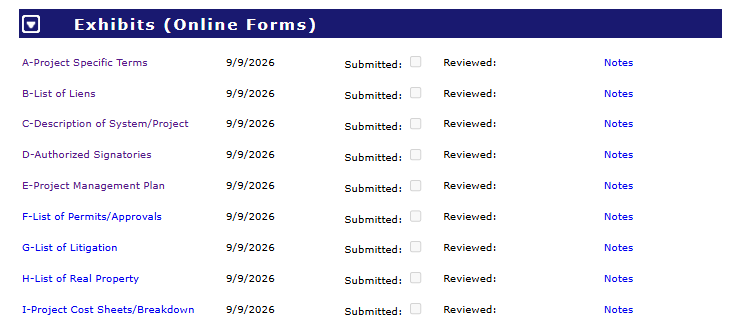 Exhibits (Online Forms)
A-Project Specific Terms 9/9/2026 Submitted: Reviewed: Notes
B-List of Liens 9/9/2026 Submitted: Reviewed: Notes
C-Description of System/Project 9/9/2026 Submitted: Reviewed: Notes
D-Authorized Signatories 9/9/2026 Submitted: Reviewed: Notes
E-Project Management Plan 9/9/2026 Submitted: Reviewed: Notes
F-List of Permits/Approvals 9/9/2026 Submitted: Reviewed: Notes
G-List of Litigation 9/9/2026 Submitted: Reviewed: Notes
H-List of Real Property 9/9/2026 Submitted: Reviewed: Notes
I-Project Cost Sheets/Breakdown 9/9/2026 Submitted: Reviewed: Notes